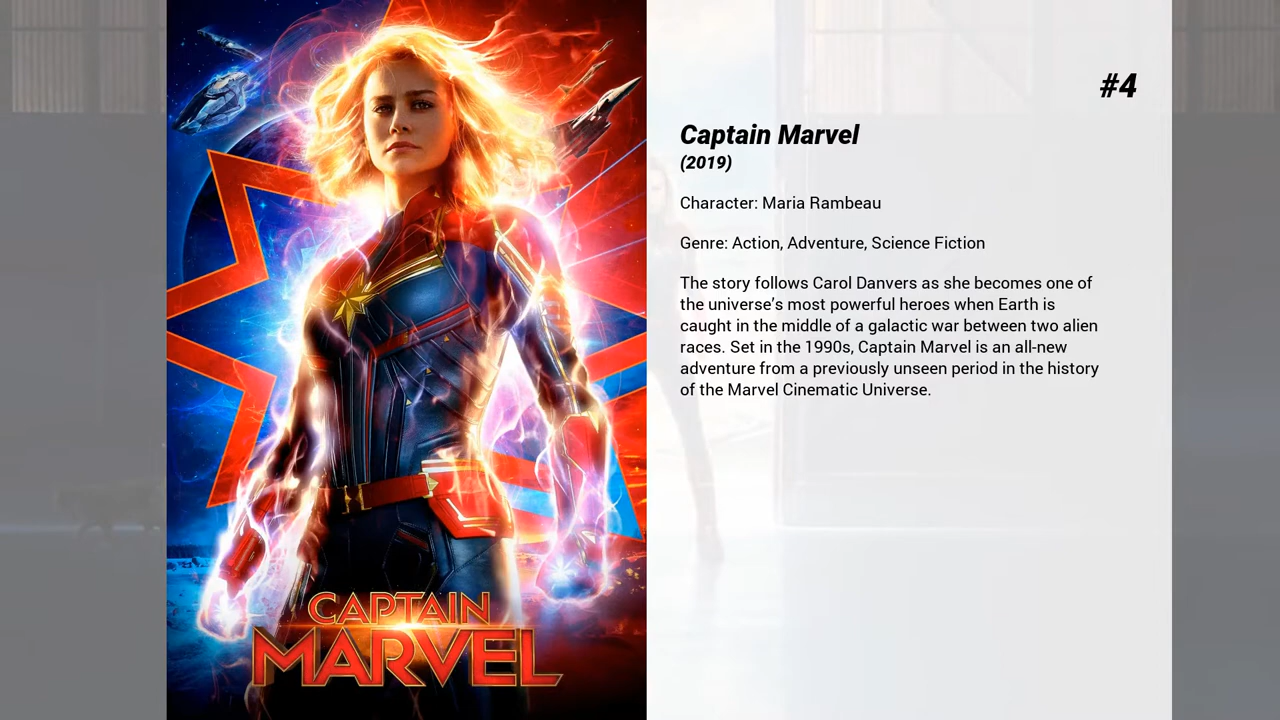 #4
Captain Marvel
(2019)
Character: Maria Rambeau
Genre: Action, Adventure, Science Fiction
The story follows Carol Danvers as she becomes one of
the universe’s most powerful heroes when Earth is
caught in the middle of a galactic war between two alien
races. Set in the 1990s, Captain Marvel is an all-new
adventure from a previously unseen period in the history
of the Marvel Cinematic Universe.
CAPTAIN
MARVEL